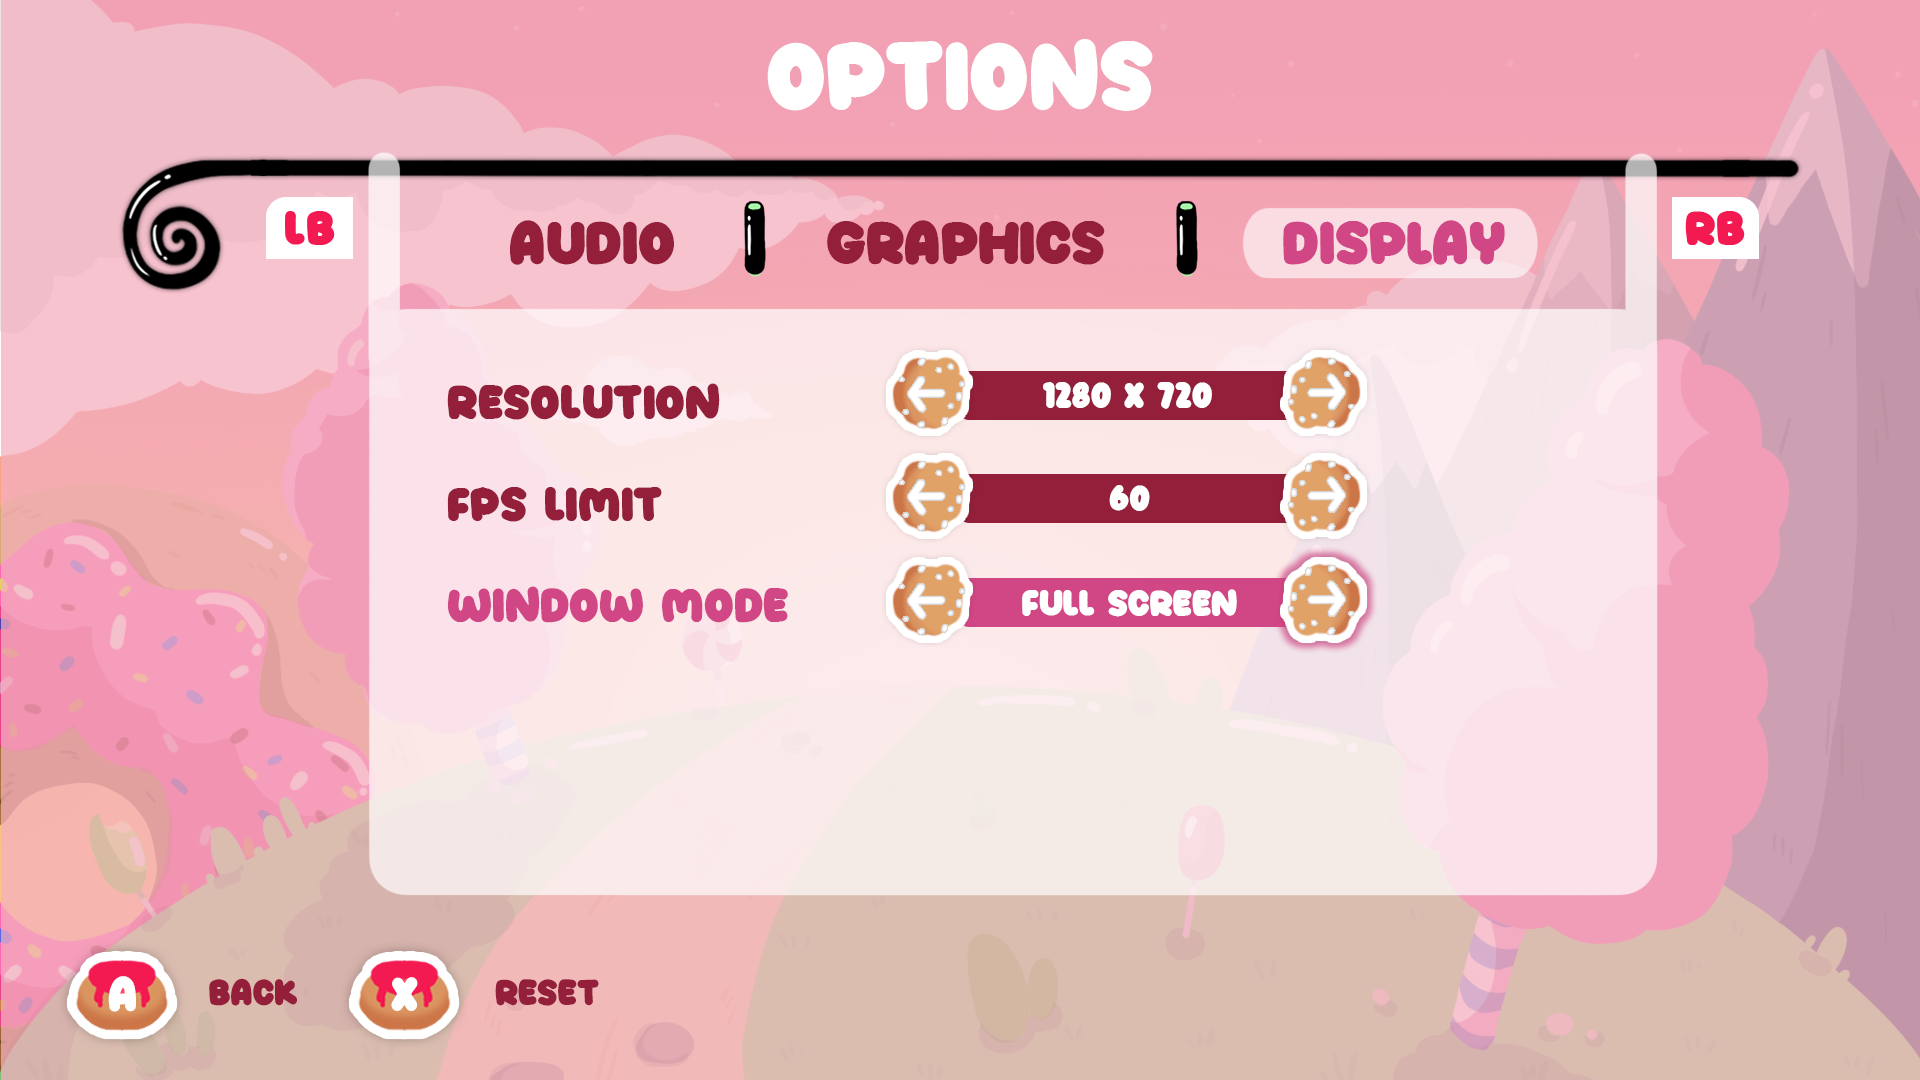 OPTIONS
LB AUDIO GRAPHICS DISPLAY RB
RESOLUTION 1280 X 720
FPS LIMIT 60
WINDOW MODE FULL SCREEN
A BACK X RESET